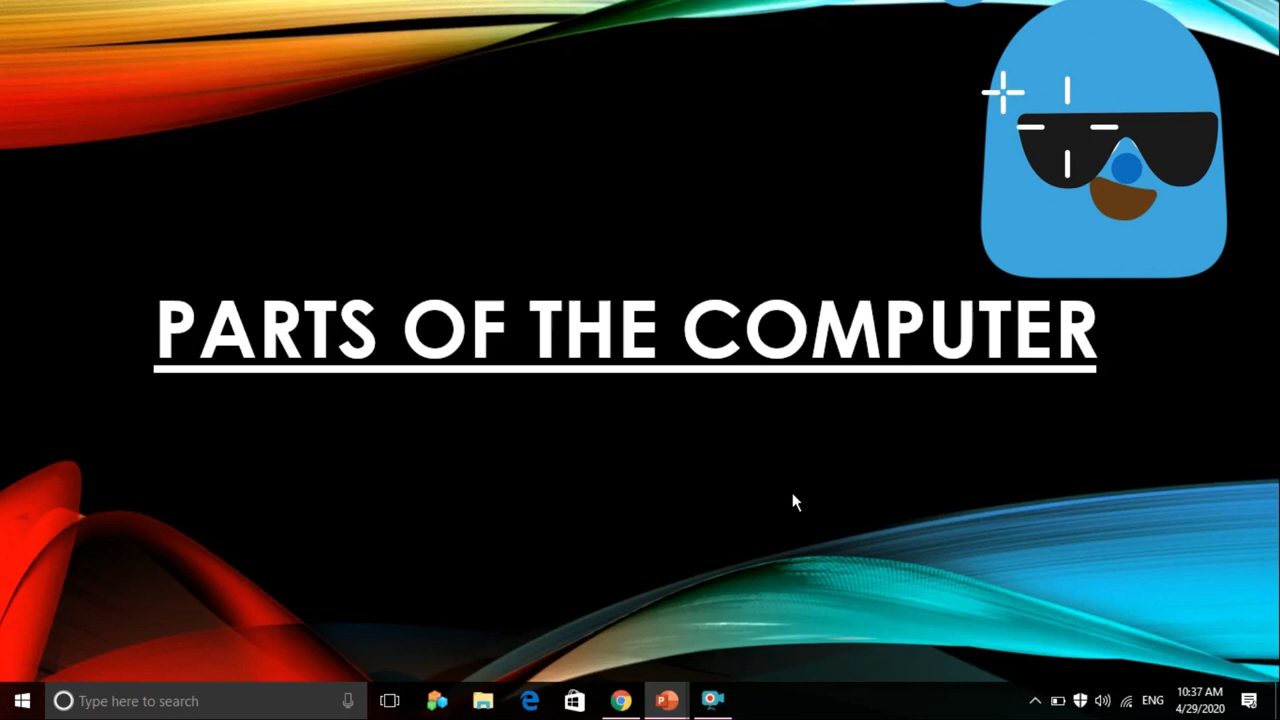 PARTS OF THE COMPUTER
Type here to search
ENG
10:37 AM
4/29/2020